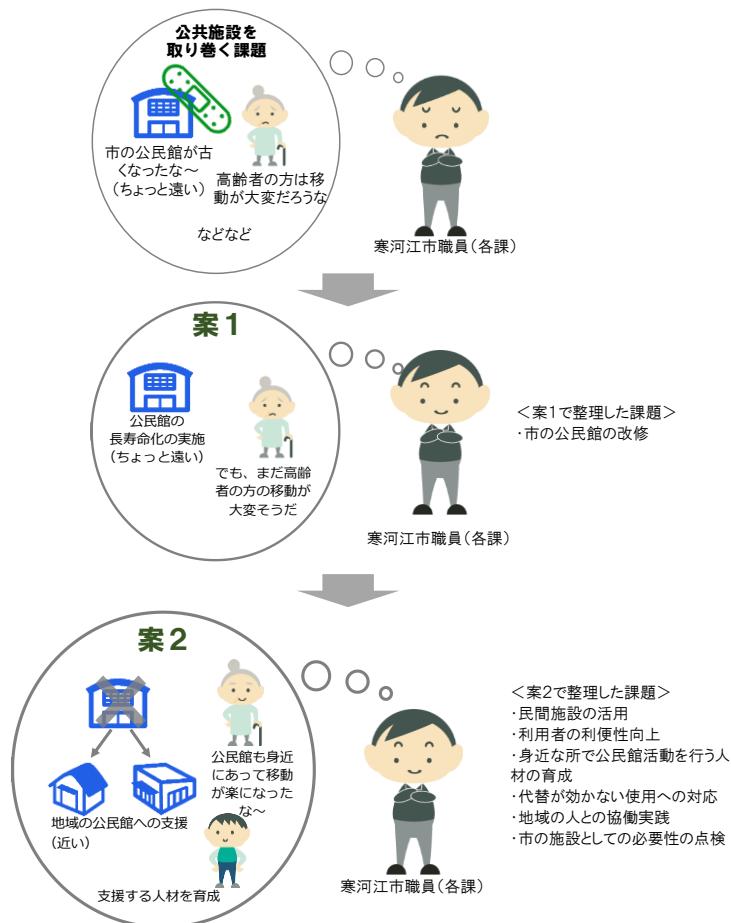 公共施設を
取り巻く課題
市の公民館が古
くなったな～
（ちょっと遠い）
高齢者の方は移
動が大変だろうな
などなど
寒河江市職員（各課）
案１
公民館の
長寿命化の実施
（ちょっと遠い）
でも、まだ高齢
者の方の移動が
大変そうだ
＜案１で整理した課題＞
・市の公民館の改修
寒河江市職員（各課）
案２
公民館も身近
にあって移動
が楽になった
な～
地域の公民館への支援
（近い）
支援する人材を育成
＜案２で整理した課題＞
・民間施設の活用
・利用者の利便性向上
・身近な所で公民館活動を行う人
材の育成
・代替が効かない使用への対応
・地域の人との協働実践
・市の施設としての必要性の点検
寒河江市職員（各課）